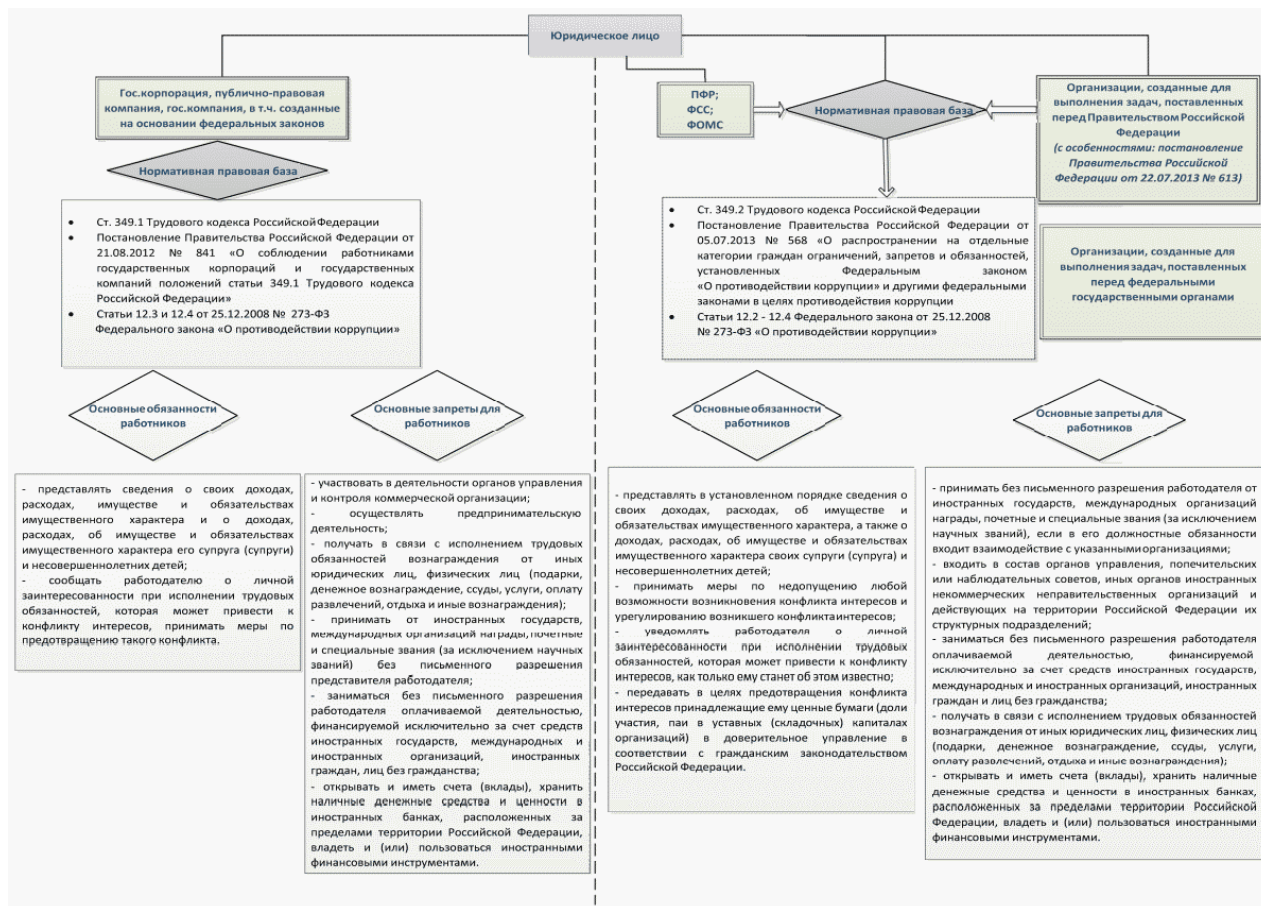 Юридическое лицо
Гос.корпорация, публично-правовая
компания, гос.компания, в т.ч. созданные
на основании федеральных законов
Нормативная правовая база
• Ст. 349.1 Трудового кодекса Российской Федерации
• Постановление Правительства Российской Федерации от
21.08.2012 № 841 «О соблюдении работниками
государственных корпораций и государственных
компаний положений статьи 349.1 Трудового кодекса
Российской Федерации»
• Статьи 12.3 и 12.4 от 25.12.2008 № 273-ФЗ
Федерального закона «О противодействии коррупции»
Основные обязанности
работников
- представлять сведения о своих доходах,
расходах, имуществе и обязательствах
имущественного характера и о доходах,
расходах, об имуществе и обязательствах
имущественного характера его супруга (супруги)
и несовершеннолетних детей;
- сообщать работодателю о личной
заинтересованности при исполнении трудовых
обязанностей, которая может привести к
конфликту интересов, принимать меры по
предотвращению такого конфликта.
Основные запреты для
работников
- участвовать в деятельности органов управления
и контроля коммерческой организации;
- осуществлять предпринимательскую
деятельность;
- получать в связи с исполнением трудовых
обязанностей вознаграждения от иных
юридических лиц, физических лиц (подарки,
денежное вознаграждение, ссуды, услуги, оплату
развлечений, отдыха и иные вознаграждения);
- принимать от иностранных государств,
международных организаций награды, почетные
и специальные звания (за исключением научных
званий) без письменного разрешения
представителя работодателя;
- заниматься без письменного разрешения
работодателя оплачиваемой деятельностью,
финансируемой исключительно за счет средств
иностранных государств, международных и
иностранных организаций, иностранных
граждан, лиц без гражданства;
- открывать и иметь счета (вклады), хранить
наличные денежные средства и ценности в
иностранных банках, расположенных за
пределами территории Российской Федерации,
владеть и (или) пользоваться иностранными
финансовыми инструментами.
ПФР;
ФСС;
ФОМС
Нормативная правовая база
Организации, созданные для
выполнения задач, поставленных
перед Правительством Российской
Федерации
(с особенностями: постановление
Правительства Российской
Федерации от 22.07.2013 № 613)
• Ст. 349.2 Трудового кодекса Российской Федерации
• Постановление Правительства Российской Федерации от
05.07.2013 № 568 «О распространении на отдельные
категории граждан ограничений, запретов и обязанностей,
установленных Федеральным законом
«О противодействии коррупции» и другими федеральными
законами в целях противодействия коррупции
• Статьи 12.2 - 12.4 Федерального закона от 25.12.2008
№ 273-ФЗ «О противодействии коррупции»
Организации, созданные для
выполнения задач, поставленных
перед федеральными
государственными органами
Основные обязанности
работников
- представлять в установленном порядке сведения о
своих доходах, расходах, об имуществе и
обязательствах имущественного характера, а также о
доходах, расходах, об имуществе и обязательствах
имущественного характера своих супруги (супруга) и
несовершеннолетних детей;
- принимать меры по недопущению любой
возможности возникновения конфликта интересов и
урегулированию возникшего конфликта интересов;
- уведомлять работодателя о личной
заинтересованности при исполнении трудовых
обязанностей, которая может привести к конфликту
интересов, как только ему станет об этом известно;
- передавать в целях предотвращения конфликта
интересов принадлежащие ему ценные бумаги (доли
участия, паи в уставных (складочных) капиталах
организаций) в доверительное управление в
соответствии с гражданским законодательством
Российской Федерации.
Основные запреты для
работников
- принимать без письменного разрешения работодателя от
иностранных государств, международных организаций
награды, почетные и специальные звания (за исключением
научных званий), если в его должностные обязанности
входит взаимодействие с указанными организациями;
- входить в состав органов управления, попечительских
или наблюдательных советов, иных органов иностранных
некоммерческих неправительственных организаций и
действующих на территории Российской Федерации их
структурных подразделений;
- заниматься без письменного разрешения работодателя
оплачиваемой деятельностью, финансируемой
исключительно за счет средств иностранных государств,
международных и иностранных организаций, иностранных
граждан и лиц без гражданства;
- получать в связи с исполнением трудовых обязанностей
вознаграждения от иных юридических лиц, физических лиц
(подарки, денежное вознаграждение, ссуды, услуги,
оплату развлечений, отдыха и иные вознаграждения);
- открывать и иметь счета (вклады), хранить наличные
денежные средства и ценности в иностранных банках,
расположенных за пределами территории Российской
Федерации, владеть и (или) пользоваться иностранными
финансовыми инструментами.